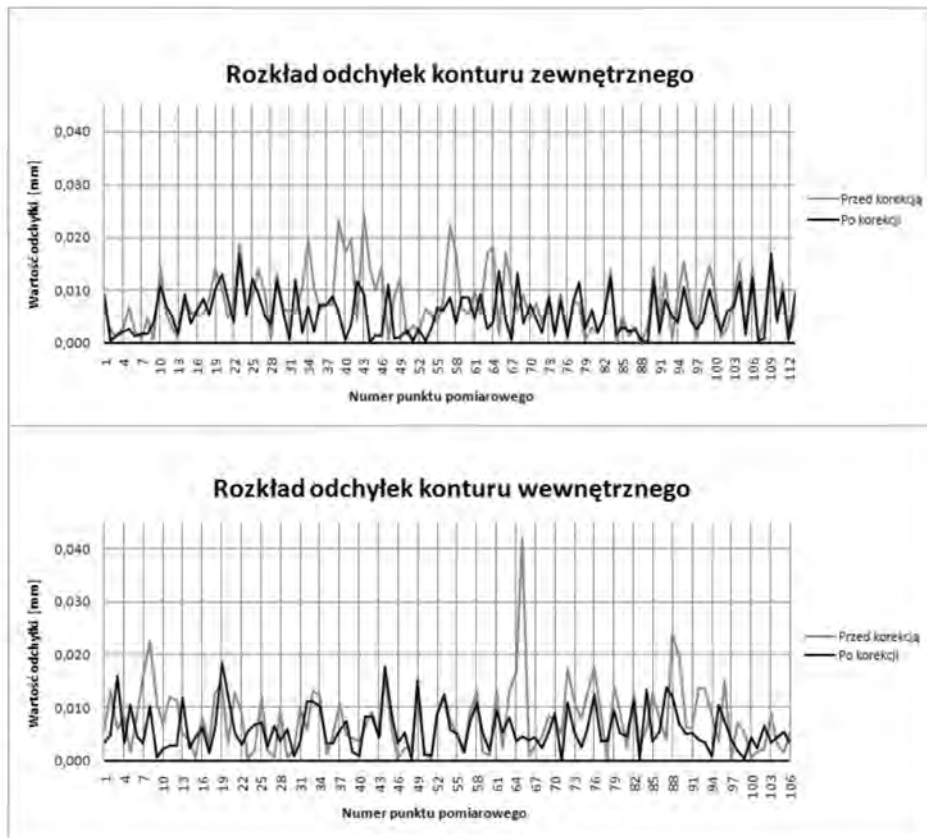 Rozkład odchyłek konturu zewnętrznego
Wartość odchyłki [mm]
0,040
0,030
0,020
0,010
0,000
1 4 7 10 13 16 19 22 25 28 31 34 37 40 43 46 49 52 55 58 61 64 67 70 73 76 79 82 85 88 91 94 97 100 103 106 109 112
Numer punktu pomiarowego
Przed korekcją
Po korekcji
Rozkład odchyłek konturu wewnętrznego
Wartość odchyłki [mm]
0,040
0,030
0,020
0,010
0,000
1 4 7 10 13 16 19 22 25 28 31 34 37 40 43 46 49 52 55 58 61 64 67 70 73 76 79 82 85 88 91 94 97 100 103 106
Numer punktu pomiarowego
Przed korekcją
Po korekcji